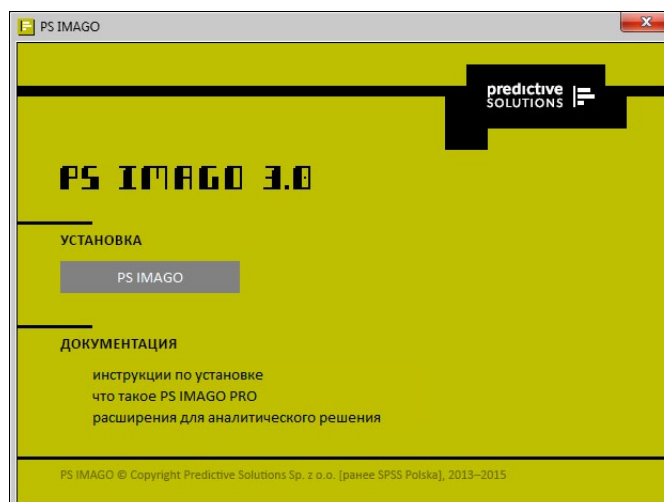 PS IMAGO
predictive
SOLUTIONS
PS IMAGO 3.0
УСТАНОВКА
PS IMAGO
ДОКУМЕНТАЦИЯ
инструкции по установке
что такое PS IMAGO PRO
расширения для аналитического решения
PS IMAGO © Copyright Predictive Solutions Sp. z o.o. [ранее SPSS Polska], 2013–2015